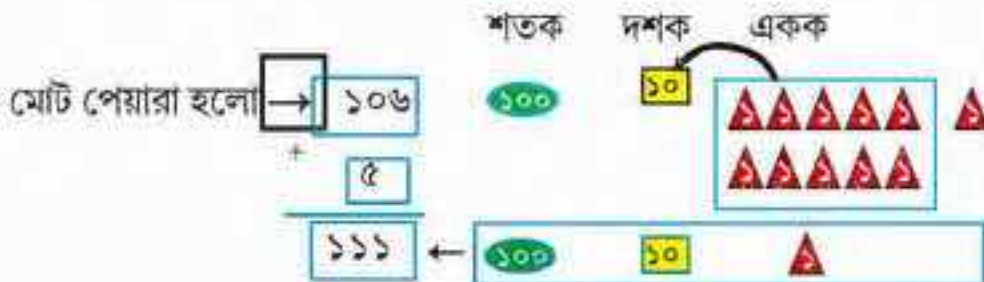 শতক দশক একক
মোট পেয়ারা হলো → ১০৬ ১০০ ১০ ১ ১ ১ ১ ১ ১
+ ৫ ১ ১ ১ ১ ১
১১১ ← ১০০ ১০ ১